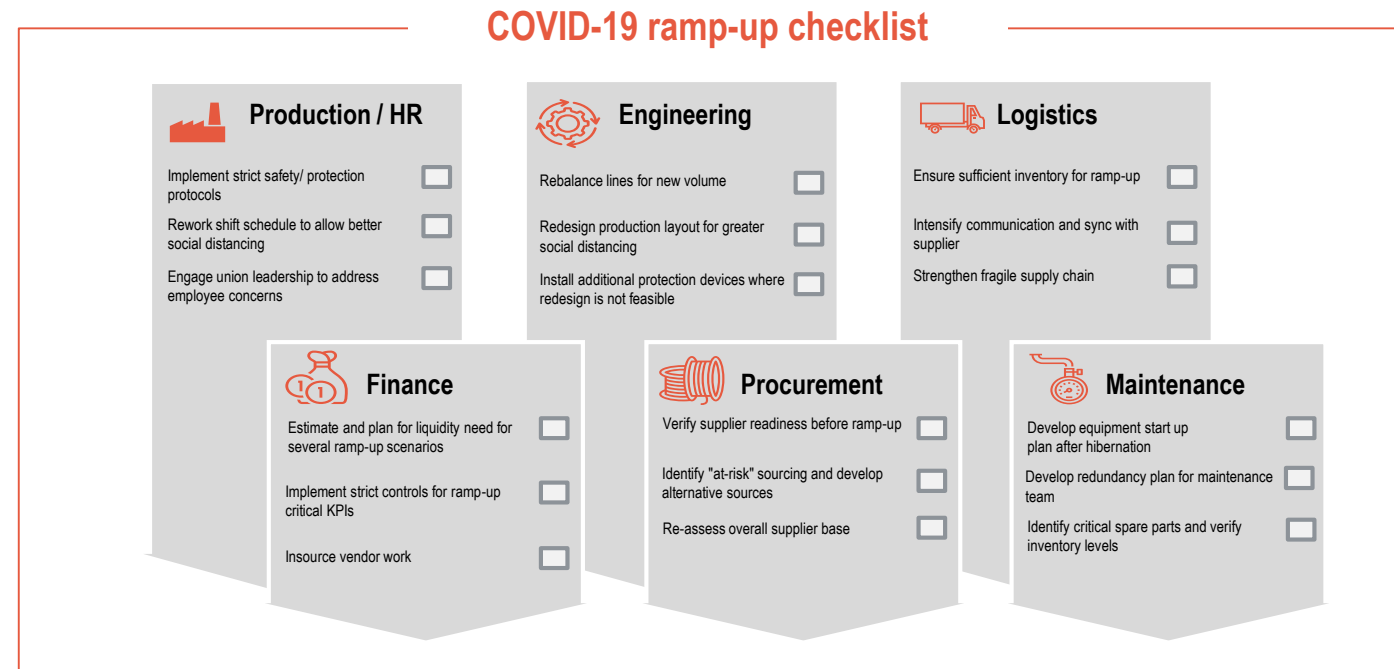 COVID-19 ramp-up checklist
Production / HR
Implement strict safety/ protection
protocols
Rework shift schedule to allow better
social distancing
Engage union leadership to address
employee concerns
Engineering
Rebalance lines for new volume
Redesign production layout for greater
social distancing
Install additional protection devices where
redesign is not feasible
Logistics
Ensure sufficient inventory for ramp-up
Intensify communication and sync with
supplier
Strengthen fragile supply chain
Finance
Estimate and plan for liquidity need for
several ramp-up scenarios
Implement strict controls for ramp-up
critical KPIs
Insource vendor work
Procurement
Verify supplier readiness before ramp-up
Identify "at-risk" sourcing and develop
alternative sources
Re-assess overall supplier base
Maintenance
Develop equipment start up
plan after hibernation
Develop redundancy plan for maintenance
team
Identify critical spare parts and verify
inventory levels